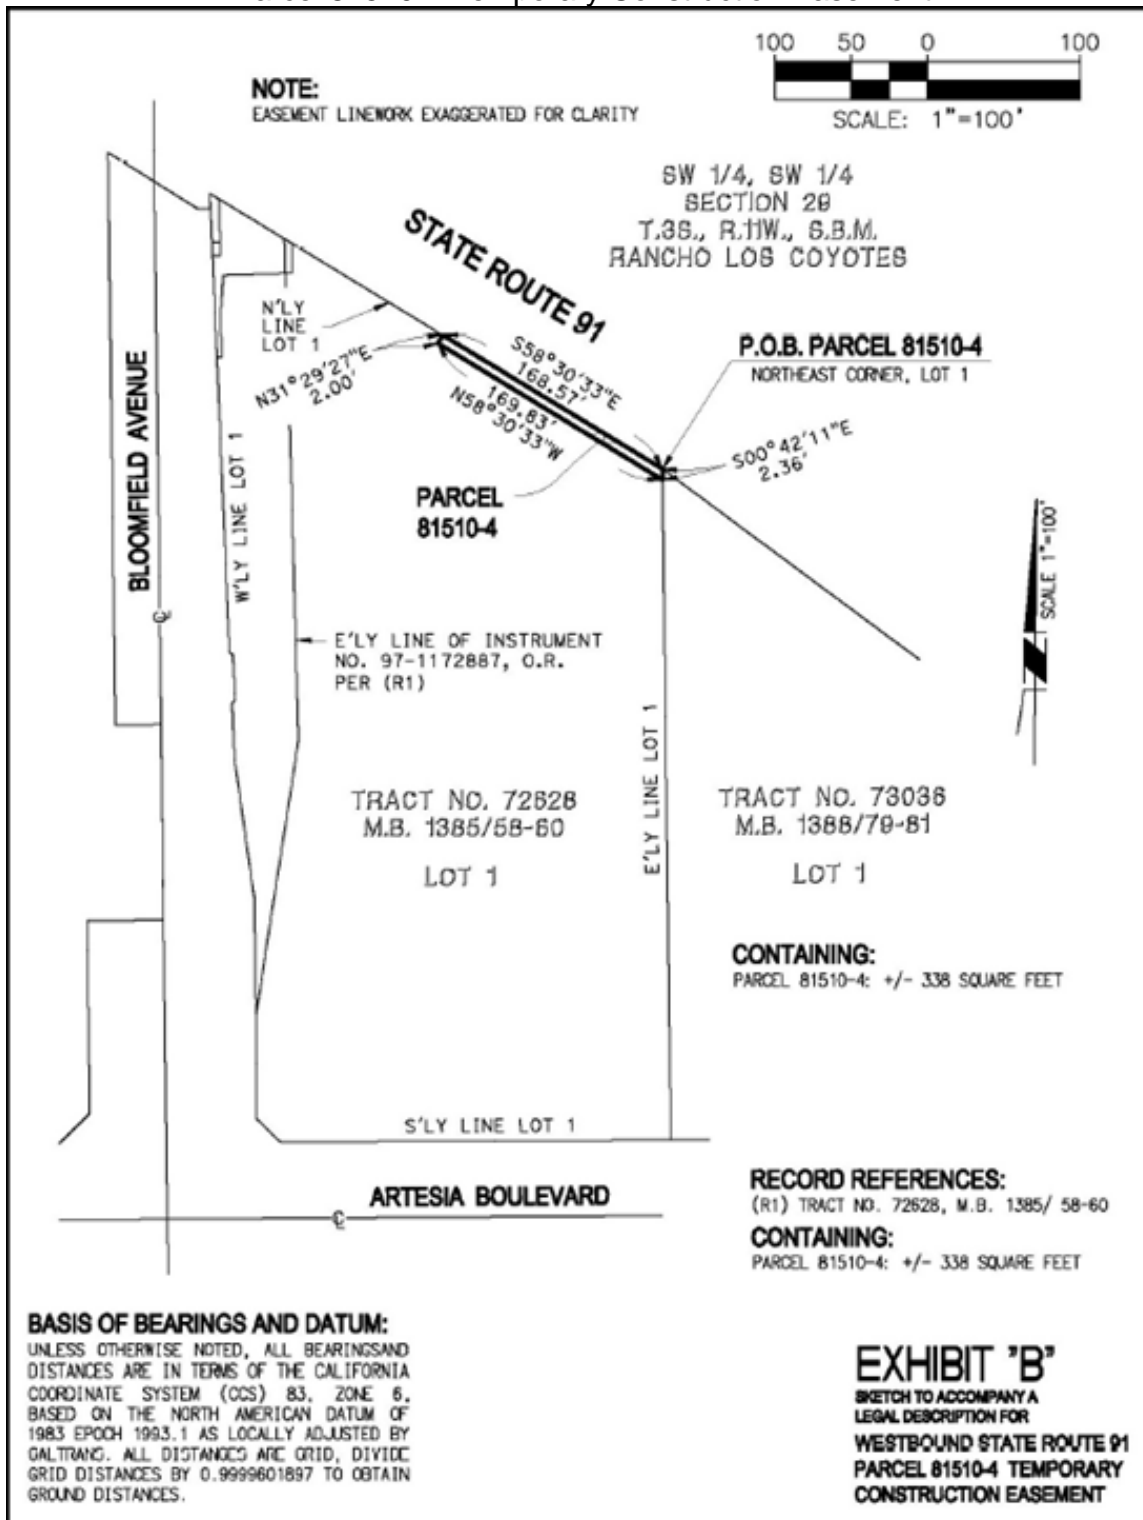 100 50 0 100
SCALE: 1"=100'
NOTE:
EASEMENT LINEWORK EXAGGERATED FOR CLARITY
SW 1/4, SW 1/4
SECTION 29
T.3S., R.11W., S.B.M.
RANCHO LOS COYOTES
STATE ROUTE 91
N'LY
LINE
LOT 1
N31°29'27"E
2.00'
S58°30'33"E
168.57'
169.83'
N58°30'33"W
P.O.B. PARCEL 81510-4
NORTHEAST CORNER, LOT 1
S00°42'11"E
2.36'
PARCEL
81510-4
BLOOMFIELD AVENUE
W'LY LINE LOT 1
SCALE 1"=100'
E'LY LINE OF INSTRUMENT
NO. 97-1172887, O.R.
PER (R1)
E'LY LINE LOT 1
TRACT NO. 72628
M.B. 1385/58-60
LOT 1
TRACT NO. 73036
M.B. 1388/79-81
LOT 1
CONTAINING:
PARCEL 81510-4: +/- 338 SQUARE FEET
S'LY LINE LOT 1
ARTESIA BOULEVARD
RECORD REFERENCES:
(R1) TRACT NO. 72628, M.B. 1385/ 58-60
CONTAINING:
PARCEL 81510-4: +/- 338 SQUARE FEET
BASIS OF BEARINGS AND DATUM:
UNLESS OTHERWISE NOTED, ALL BEARINGSAND
DISTANCES ARE IN TERMS OF THE CALIFORNIA
COORDINATE SYSTEM (CCS) 83, ZONE 6,
BASED ON THE NORTH AMERICAN DATUM OF
1983 EPOCH 1993.1 AS LOCALLY ADJUSTED BY
CALTRANS. ALL DISTANCES ARE GRID, DIVIDE
GRID DISTANCES BY 0.9999601897 TO OBTAIN
GROUND DISTANCES.
EXHIBIT "B"
SKETCH TO ACCOMPANY A
LEGAL DESCRIPTION FOR
WESTBOUND STATE ROUTE 91
PARCEL 81510-4 TEMPORARY
CONSTRUCTION EASEMENT